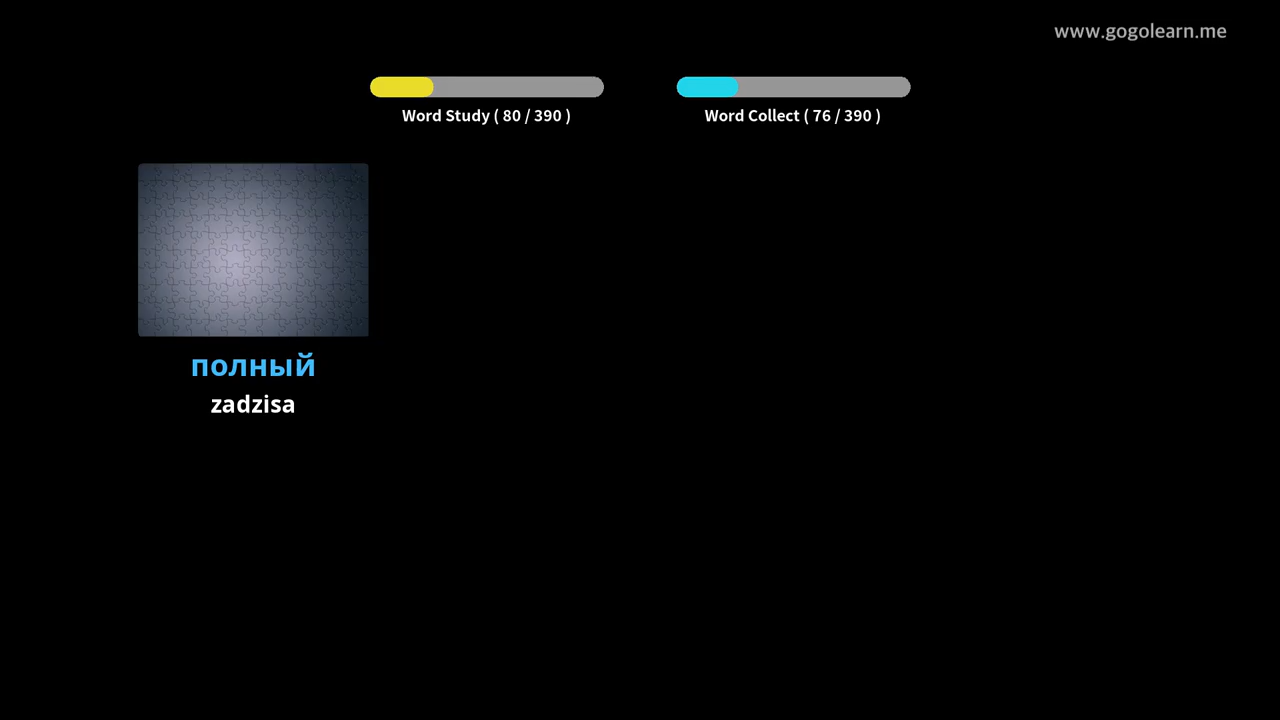 www.gogolearn.me
Word Study ( 80 / 390 )
Word Collect ( 76 / 390 )
полный
zadzisa